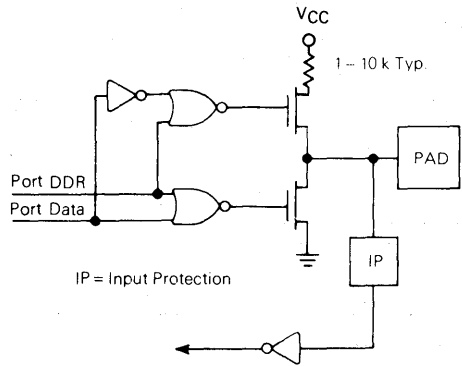 VCC
1 – 10 k Typ.
PAD
Port DDR
Port Data
IP
IP = Input Protection